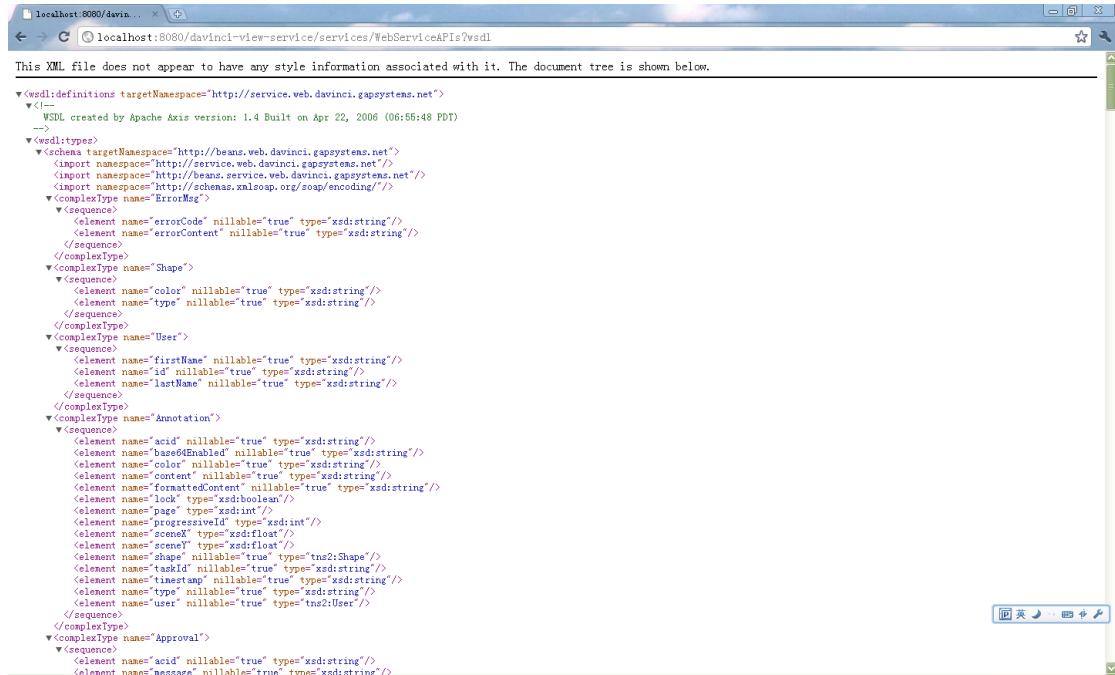 localhost:8080/davin...
localhost:8080/davinci-view-service/services/WebServiceAPIs?wsdl
This XML file does not appear to have any style information associated with it. The document tree is shown below.
▼<wsdl:definitions targetNamespace="http://service.web.davinci.gapsystems.net">
▼<!--
WSDL created by Apache Axis version: 1.4 Built on Apr 22, 2006 (06:55:48 PDT)
-->
▼<wsdl:types>
▼<schema targetNamespace="http://beans.web.davinci.gapsystems.net">
<import namespace="http://service.web.davinci.gapsystems.net"/>
<import namespace="http://beans.service.web.davinci.gapsystems.net"/>
<import namespace="http://schemas.xmlsoap.org/soap/encoding/"/>
▼<complexType name="ErrorMsg">
▼<sequence>
<element name="errorCode" nillable="true" type="xsd:string"/>
<element name="errorContent" nillable="true" type="xsd:string"/>
</sequence>
</complexType>
▼<complexType name="Shape">
▼<sequence>
<element name="color" nillable="true" type="xsd:string"/>
<element name="type" nillable="true" type="xsd:string"/>
</sequence>
</complexType>
▼<complexType name="User">
▼<sequence>
<element name="firstName" nillable="true" type="xsd:string"/>
<element name="id" nillable="true" type="xsd:string"/>
<element name="lastName" nillable="true" type="xsd:string"/>
</sequence>
</complexType>
▼<complexType name="Annotation">
▼<sequence>
<element name="acid" nillable="true" type="xsd:string"/>
<element name="base64Enabled" nillable="true" type="xsd:string"/>
<element name="color" nillable="true" type="xsd:string"/>
<element name="content" nillable="true" type="xsd:string"/>
<element name="formattedContent" nillable="true" type="xsd:string"/>
<element name="lock" type="xsd:boolean"/>
<element name="page" type="xsd:int"/>
<element name="progressiveId" type="xsd:int"/>
<element name="sceneX" type="xsd:float"/>
<element name="sceneY" type="xsd:float"/>
<element name="shape" nillable="true" type="tns2:Shape"/>
<element name="taskId" nillable="true" type="xsd:string"/>
<element name="timestamp" nillable="true" type="xsd:string"/>
<element name="type" nillable="true" type="xsd:string"/>
<element name="user" nillable="true" type="tns2:User"/>
</sequence>
</complexType>
▼<complexType name="Approval">
▼<sequence>
<element name="acid" nillable="true" type="xsd:string"/>
<element name="message" nillable="true" type="xsd:string"/>
英